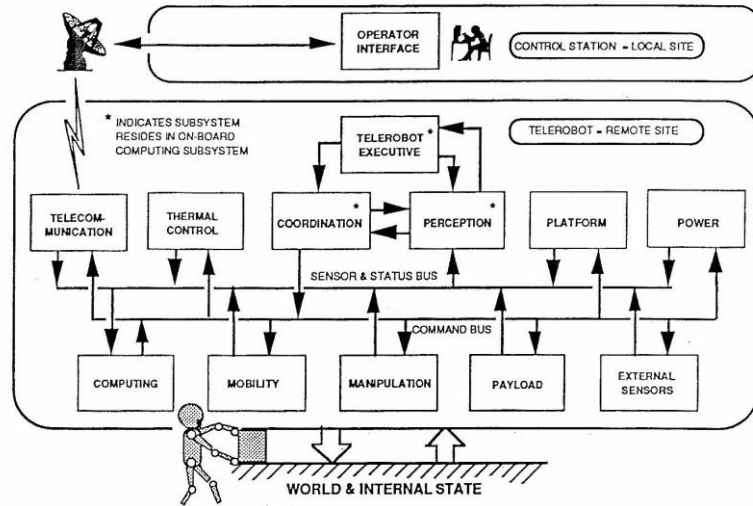 OPERATOR
INTERFACE
CONTROL STATION = LOCAL SITE
* INDICATES SUBSYSTEM
RESIDES IN ON-BOARD
COMPUTING SUBSYSTEM
TELEROBOT *
EXECUTIVE
TELEROBOT = REMOTE SITE
TELECOM-
MUNICATION
THERMAL
CONTROL
*
COORDINATION
*
PERCEPTION
PLATFORM
POWER
SENSOR & STATUS BUS
COMMAND BUS
COMPUTING
MOBILITY
MANIPULATION
PAYLOAD
EXTERNAL
SENSORS
WORLD & INTERNAL STATE